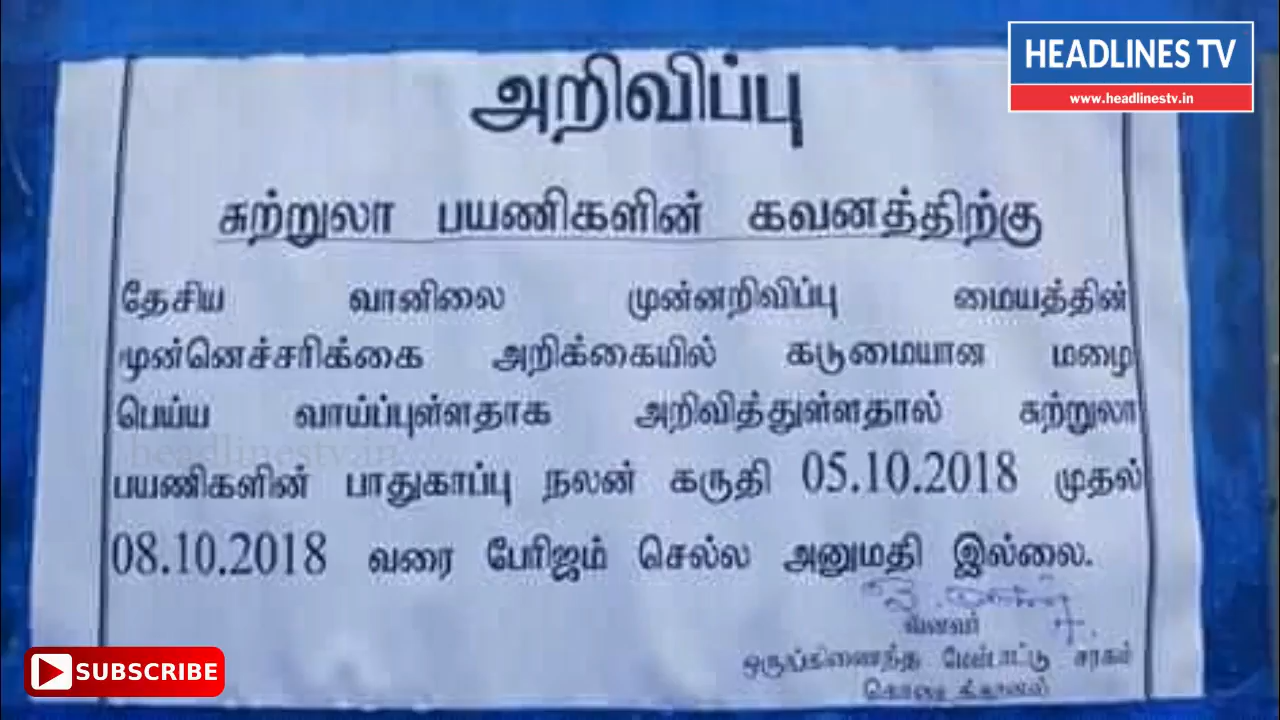 HEADLINES TV
www.headlinestv.in
அறிவிப்பு
சுற்றுலா பயணிகளின் கவனத்திற்கு
தேசிய வானிலை முன்னறிவிப்பு மையத்தின்
முன்னெச்சரிக்கை அறிக்கையில் கடுமையான மழை
பெய்ய வாய்ப்புள்ளதாக அறிவித்துள்ளதால் சுற்றுலா
headlinestv.in
பயணிகளின் பாதுகாப்பு நலன் கருதி 05.10.2018 முதல்
08.10.2018 வரை பேரிஜம் செல்ல அனுமதி இல்லை.
வனவர்
ஒருங்கிணைந்த மேல்பாட்டு சரகம்
SUBSCRIBE